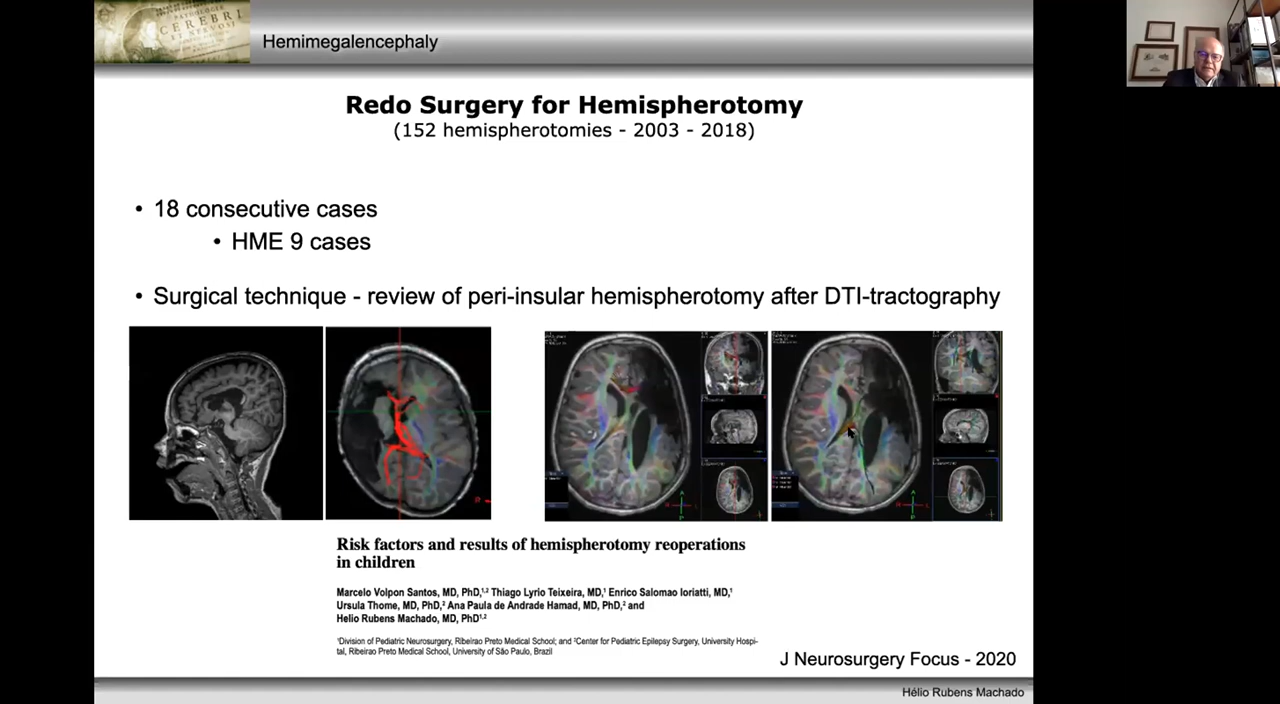 PATHOLOGIÆ
CEREBRI
ET NERVOSI
Hemimegalencephaly
Redo Surgery for Hemispherotomy
(152 hemispherotomies - 2003 - 2018)
• 18 consecutive cases
• HME 9 cases
• Surgical technique - review of peri-insular hemispherotomy after DTI-tractography
Risk factors and results of hemispherotomy reoperations
in children
Marcelo Volpon Santos, MD, PhD,¹,² Thiago Lyrio Teixeira, MD,¹ Enrico Salomao Ioriatti, MD,¹
Ursula Thome, MD, PhD,² Ana Paula de Andrade Hamad, MD, PhD,² and
Helio Rubens Machado, MD, PhD¹,²
¹Division of Pediatric Neurosurgery, Ribeirao Preto Medical School; and ²Center for Pediatric Epilepsy Surgery, University Hospi-
tal, Ribeirao Preto Medical School, University of São Paulo, Brazil
J Neurosurgery Focus - 2020
Hélio Rubens Machado